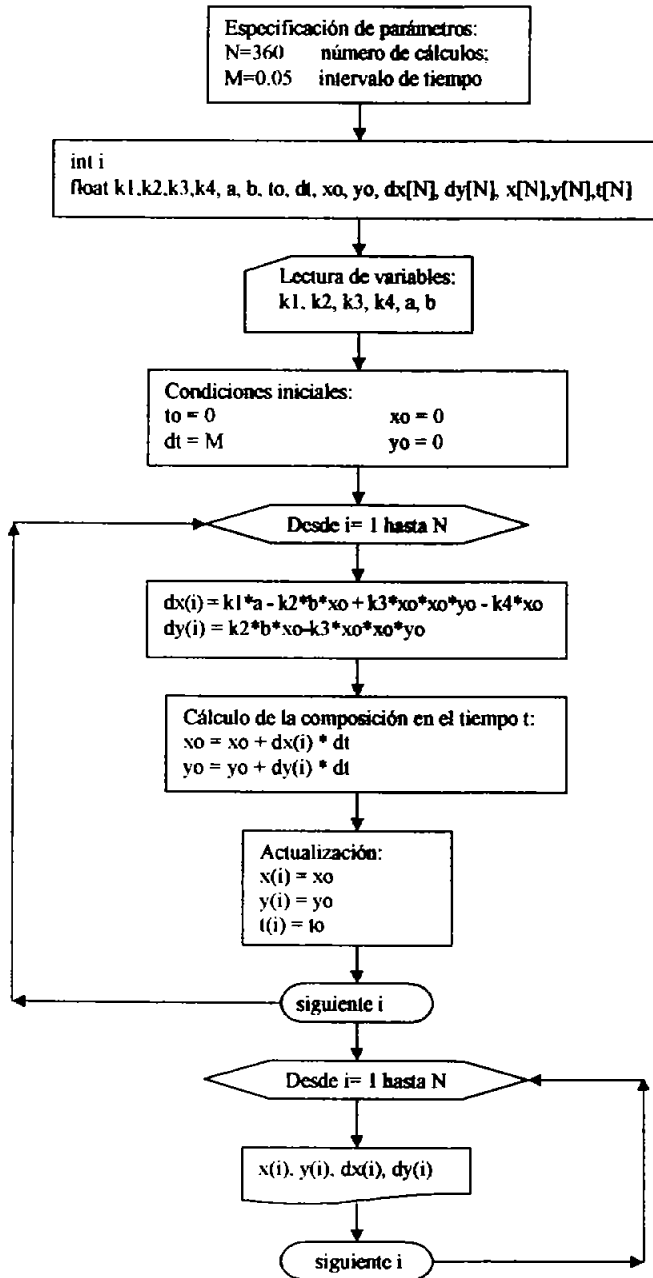 Especificación de parámetros:
N=360 número de cálculos;
M=0.05 intervalo de tiempo
int i
float k1,k2,k3,k4, a, b, to, dt, xo, yo, dx[N], dy[N], x[N],y[N],t[N]
Lectura de variables:
k1, k2, k3, k4, a, b
Condiciones iniciales:
to = 0 xo = 0
dt = M yo = 0
Desde i= 1 hasta N
dx(i) = k1*a - k2*b*xo + k3*xo*xo*yo - k4*xo
dy(i) = k2*b*xo-k3*xo*xo*yo
Cálculo de la composición en el tiempo t:
xo = xo + dx(i) * dt
yo = yo + dy(i) * dt
Actualización:
x(i) = xo
y(i) = yo
t(i) = to
siguiente i
Desde i= 1 hasta N
x(i), y(i), dx(i), dy(i)
siguiente i